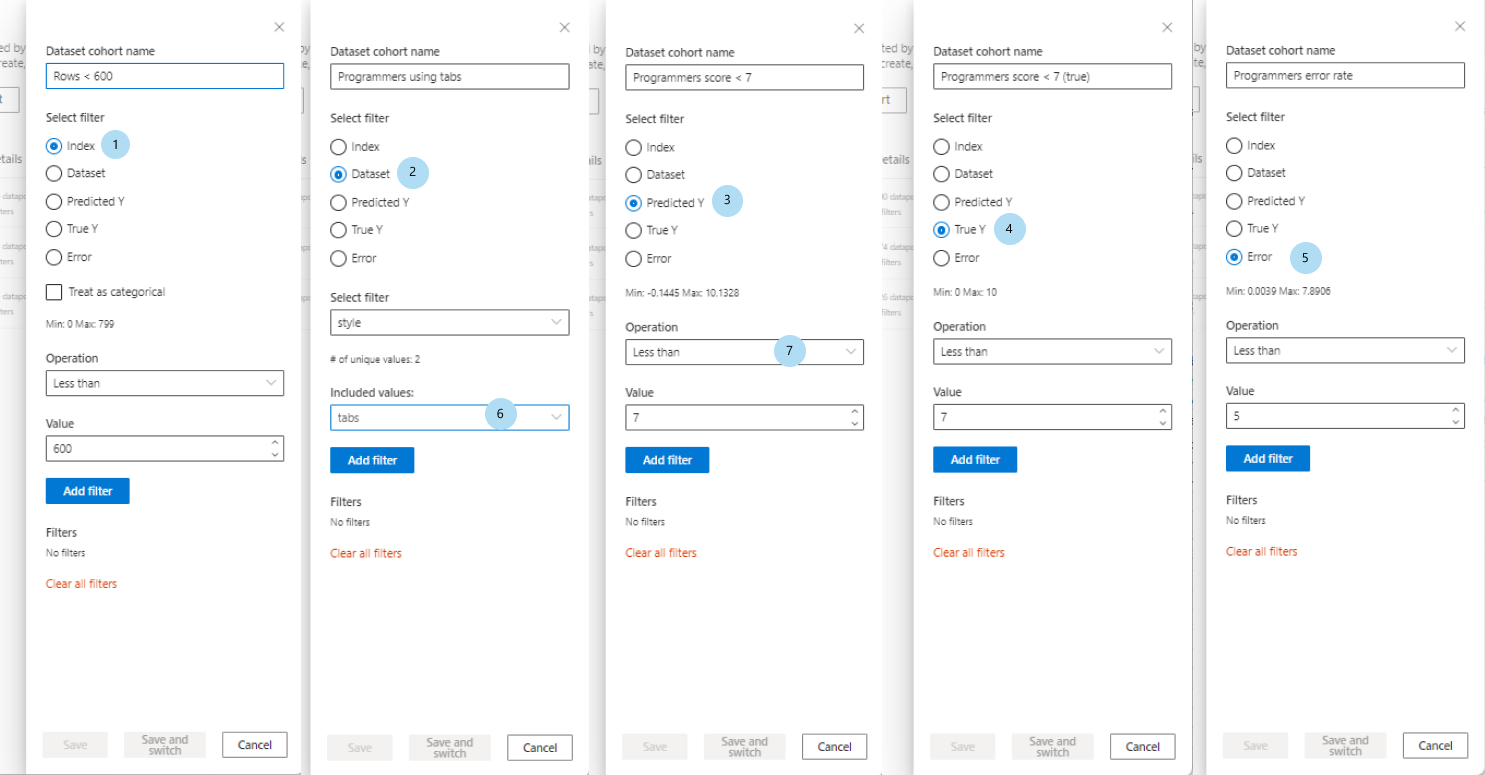 Dataset cohort name
Rows < 600
Select filter
Index
1
Dataset
Predicted Y
True Y
Error
Treat as categorical
Min: 0 Max: 799
Operation
Less than
Value
600
Add filter
Filters
No filters
Clear all filters
Save
Save and
switch
Cancel
Dataset cohort name
Programmers using tabs
Select filter
Index
Dataset
2
Predicted Y
True Y
Error
Select filter
style
# of unique values: 2
Included values:
tabs
6
Add filter
Filters
No filters
Clear all filters
Save
Save and
switch
Cancel
Dataset cohort name
Programmers score < 7
Select filter
Index
Dataset
Predicted Y
3
True Y
Error
Min: -0.1445 Max: 10.1328
Operation
Less than
7
Value
7
Add filter
Filters
No filters
Clear all filters
Save
Save and
switch
Cancel
Dataset cohort name
Programmers score < 7 (true)
Select filter
Index
Dataset
Predicted Y
True Y
4
Error
Min: 0 Max: 10
Operation
Less than
Value
7
Add filter
Filters
No filters
Clear all filters
Save
Save and
switch
Cancel
Dataset cohort name
Programmers error rate
Select filter
Index
Dataset
Predicted Y
True Y
Error
5
Min: 0.0039 Max: 7.8906
Operation
Less than
Value
5
Add filter
Filters
No filters
Clear all filters
Save
Save and
switch
Cancel